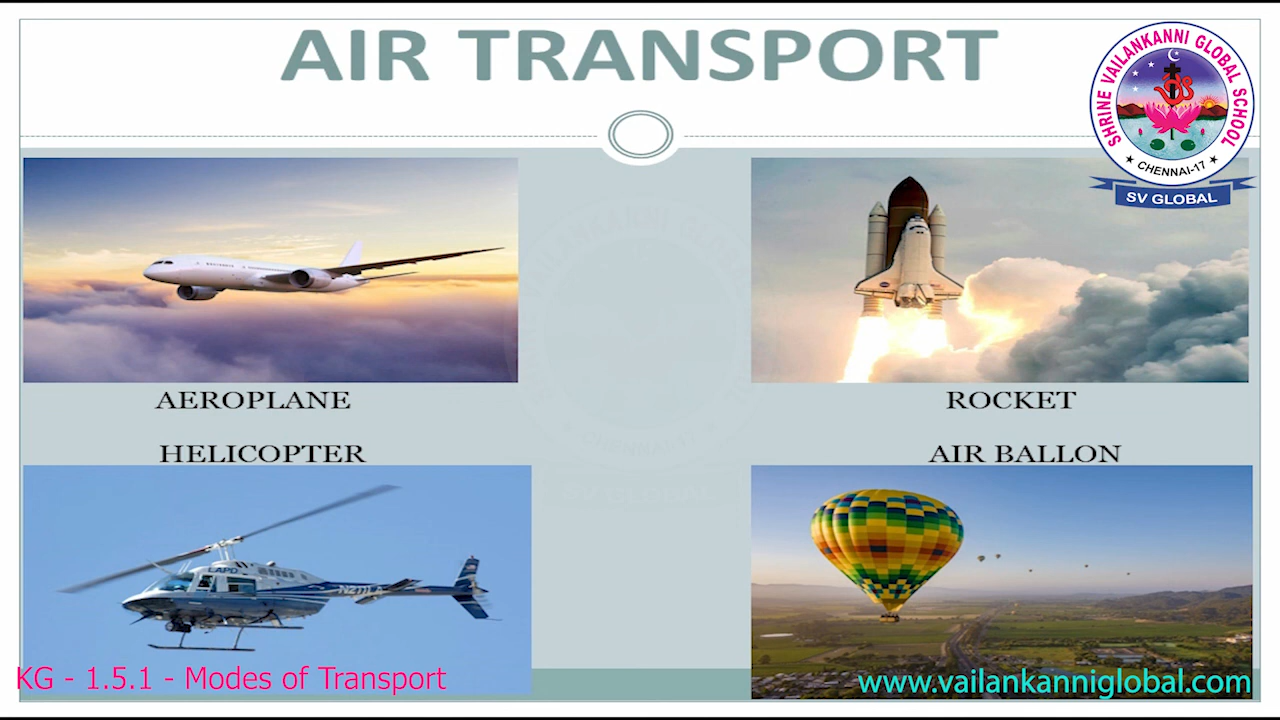 AIR TRANSPORT
SHRINE VAILANKANNI GLOBAL SCHOOL
★ CHENNAI-17 ★
SV GLOBAL
AEROPLANE
ROCKET
HELICOPTER
AIR BALLON
LAPD
KG - 1.5.1 - Modes of Transport
www.vailankanniglobal.com